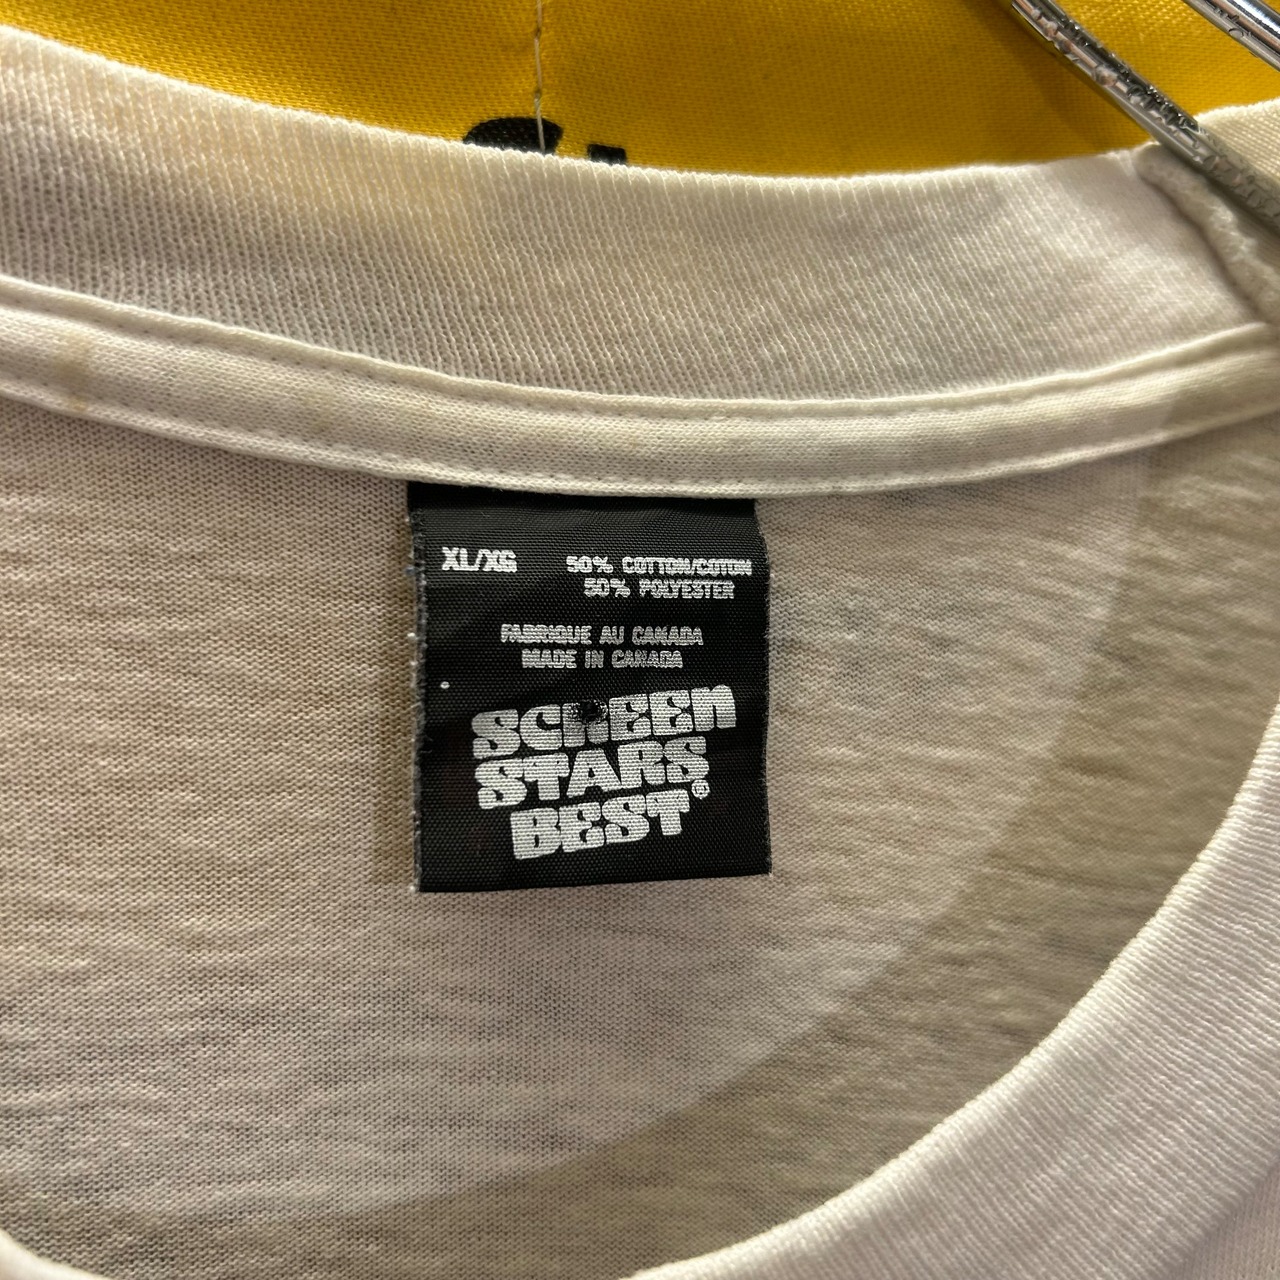 XL/XG
50% COTTON/COTON
50% POLYESTER
FABRIQUE AU CANADA
MADE IN CANADA
SCREEN
STARS
BEST®